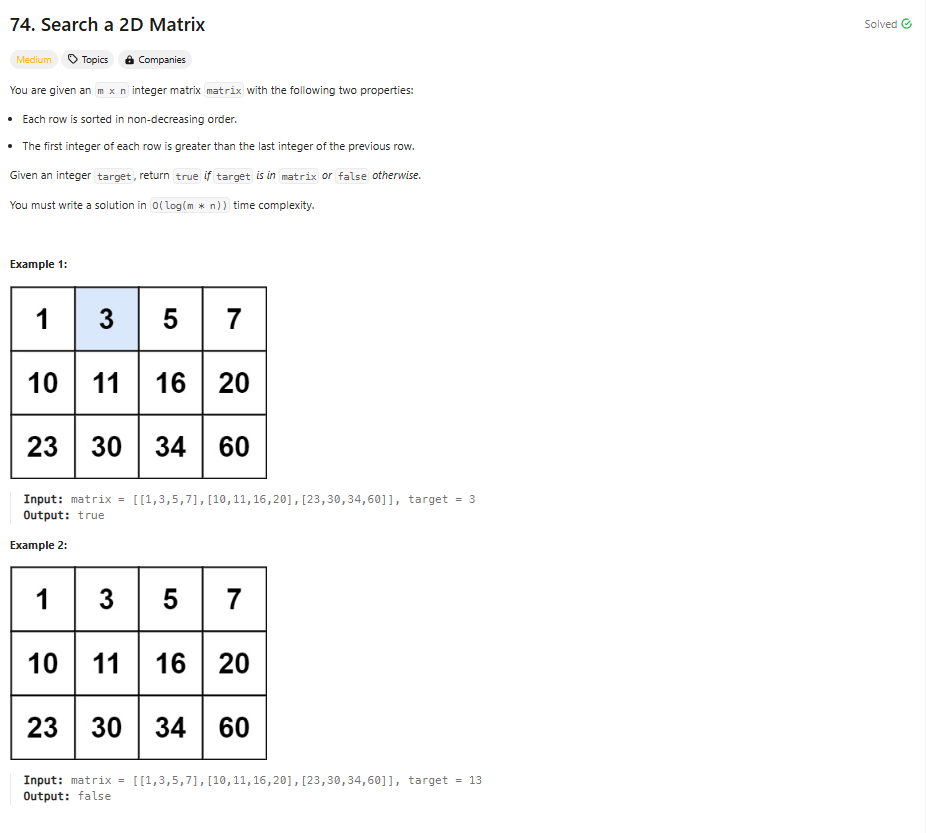 74. Search a 2D Matrix
Solved
Medium Topics Companies
You are given an m x n integer matrix matrix with the following two properties:
• Each row is sorted in non-decreasing order.
• The first integer of each row is greater than the last integer of the previous row.
Given an integer target, return true if target is in matrix or false otherwise.
You must write a solution in O(log(m * n)) time complexity.
Example 1:
1 3 5 7
10 11 16 20
23 30 34 60
Input: matrix = [[1,3,5,7],[10,11,16,20],[23,30,34,60]], target = 3
Output: true
Example 2:
1 3 5 7
10 11 16 20
23 30 34 60
Input: matrix = [[1,3,5,7],[10,11,16,20],[23,30,34,60]], target = 13
Output: false